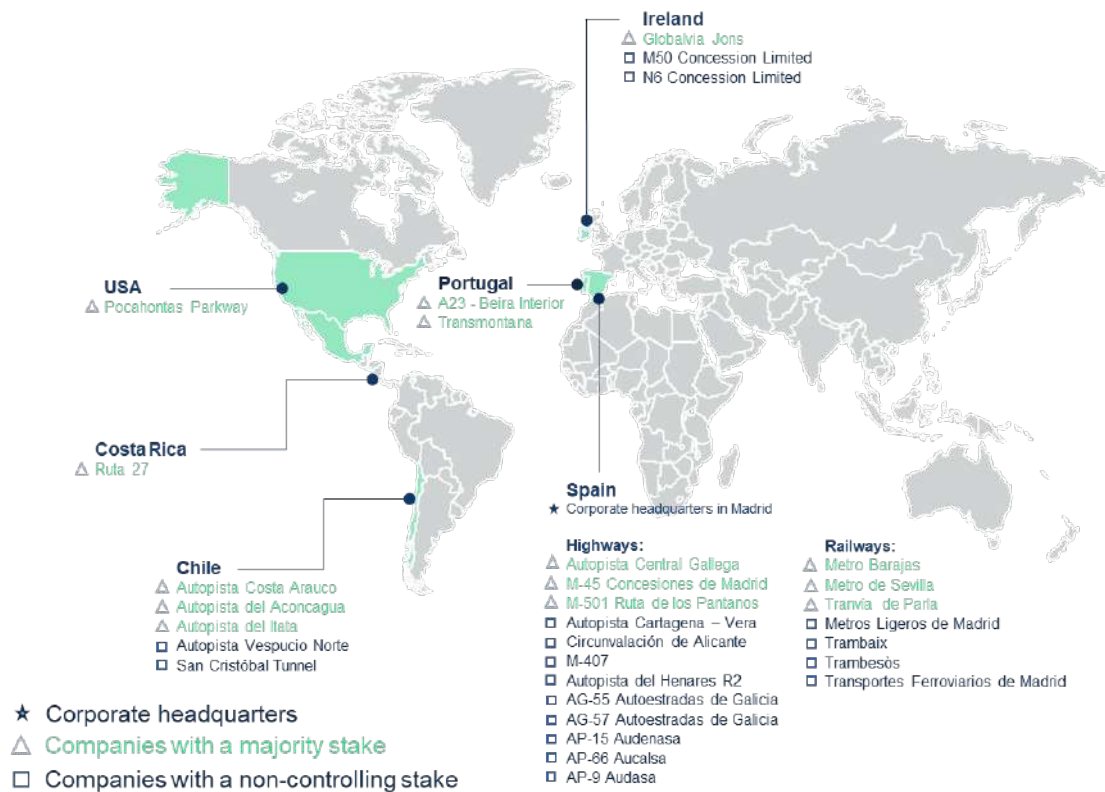 Ireland
Globalvia Jons
M50 Concession Limited
N6 Concession Limited
USA
Pocahontas Parkway
Portugal
A23 - Beira Interior
Transmontana
Costa Rica
Ruta 27
Chile
Autopista Costa Arauco
Autopista del Aconcagua
Autopista del Itata
Autopista Vespucio Norte
San Cristóbal Tunnel
Spain
Corporate headquarters in Madrid
Highways:
Autopista Central Gallega
M-45 Concesiones de Madrid
M-501 Ruta de los Pantanos
Autopista Cartagena – Vera
Circunvalación de Alicante
M-407
Autopista del Henares R2
AG-55 Autoestradas de Galicia
AG-57 Autoestradas de Galicia
AP-15 Audenasa
AP-66 Aucalsa
AP-9 Audasa
Railways:
Metro Barajas
Metro de Sevilla
Tranvía de Parla
Metros Ligeros de Madrid
Trambaix
Trambesòs
Transportes Ferroviarios de Madrid
Corporate headquarters
Companies with a majority stake
Companies with a non-controlling stake